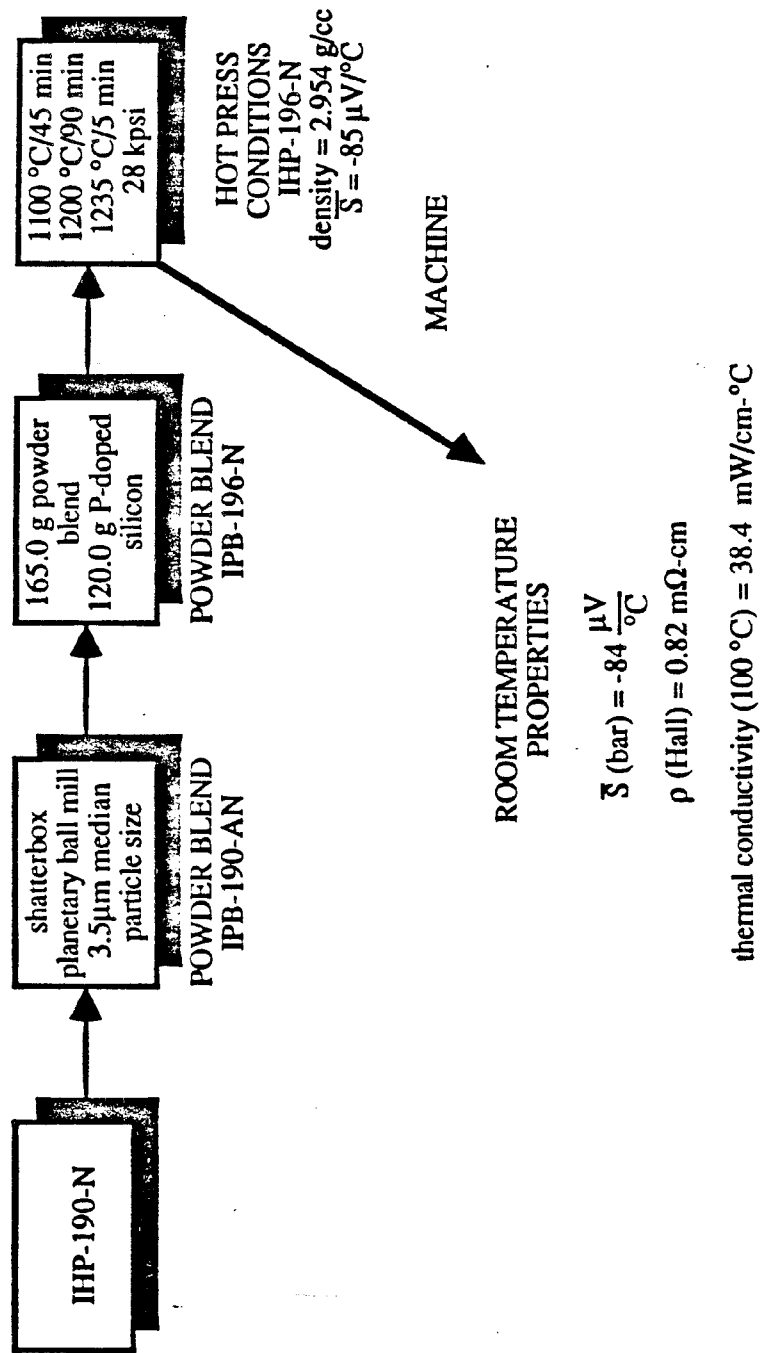 IHP-190-N
shatterbox
planetary ball mill
3.5μm median
particle size
POWDER BLEND
IPB-190-AN
165.0 g powder
blend
120.0 g P-doped
silicon
POWDER BLEND
IPB-196-N
1100 °C/45 min
1200 °C/90 min
1235 °C/5 min
28 kpsi
HOT PRESS
CONDITIONS
IHP-196-N
density = 2.954 g/cc
S̅ = -85 μV/°C
MACHINE
ROOM TEMPERATURE
PROPERTIES
S̅ (bar) = -84 μV/°C
ρ (Hall) = 0.82 mΩ-cm
thermal conductivity (100 °C) = 38.4 mW/cm-°C